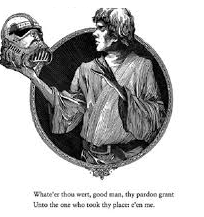 Whate'er thou wert, good man, thy pardon grant
Unto the one who took thy place: e'en me.